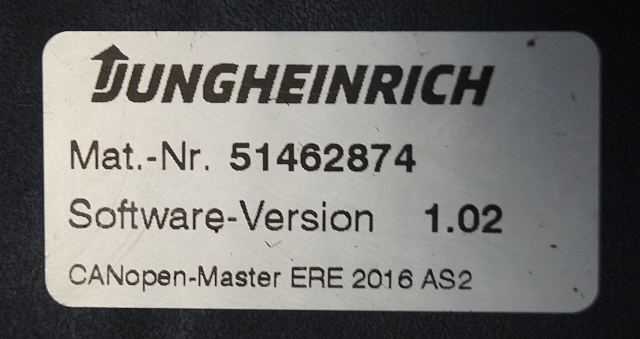 JUNGHEINRICH
Mat.-Nr. 51462874
Software-Version 1.02
CANopen-Master ERE 2016 AS2